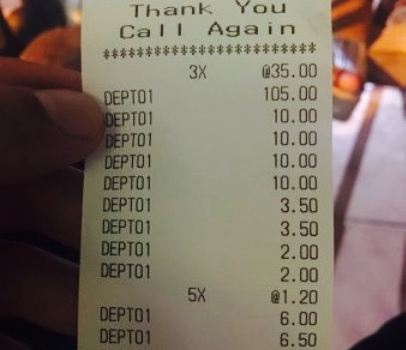 Thank You
Call Again
*************************
3X @35.00
DEPT01 105.00
DEPT01 10.00
DEPT01 10.00
DEPT01 10.00
DEPT01 10.00
DEPT01 3.50
DEPT01 3.50
DEPT01 2.00
DEPT01 2.00
5X @1.20
DEPT01 6.00
DEPT01 6.50